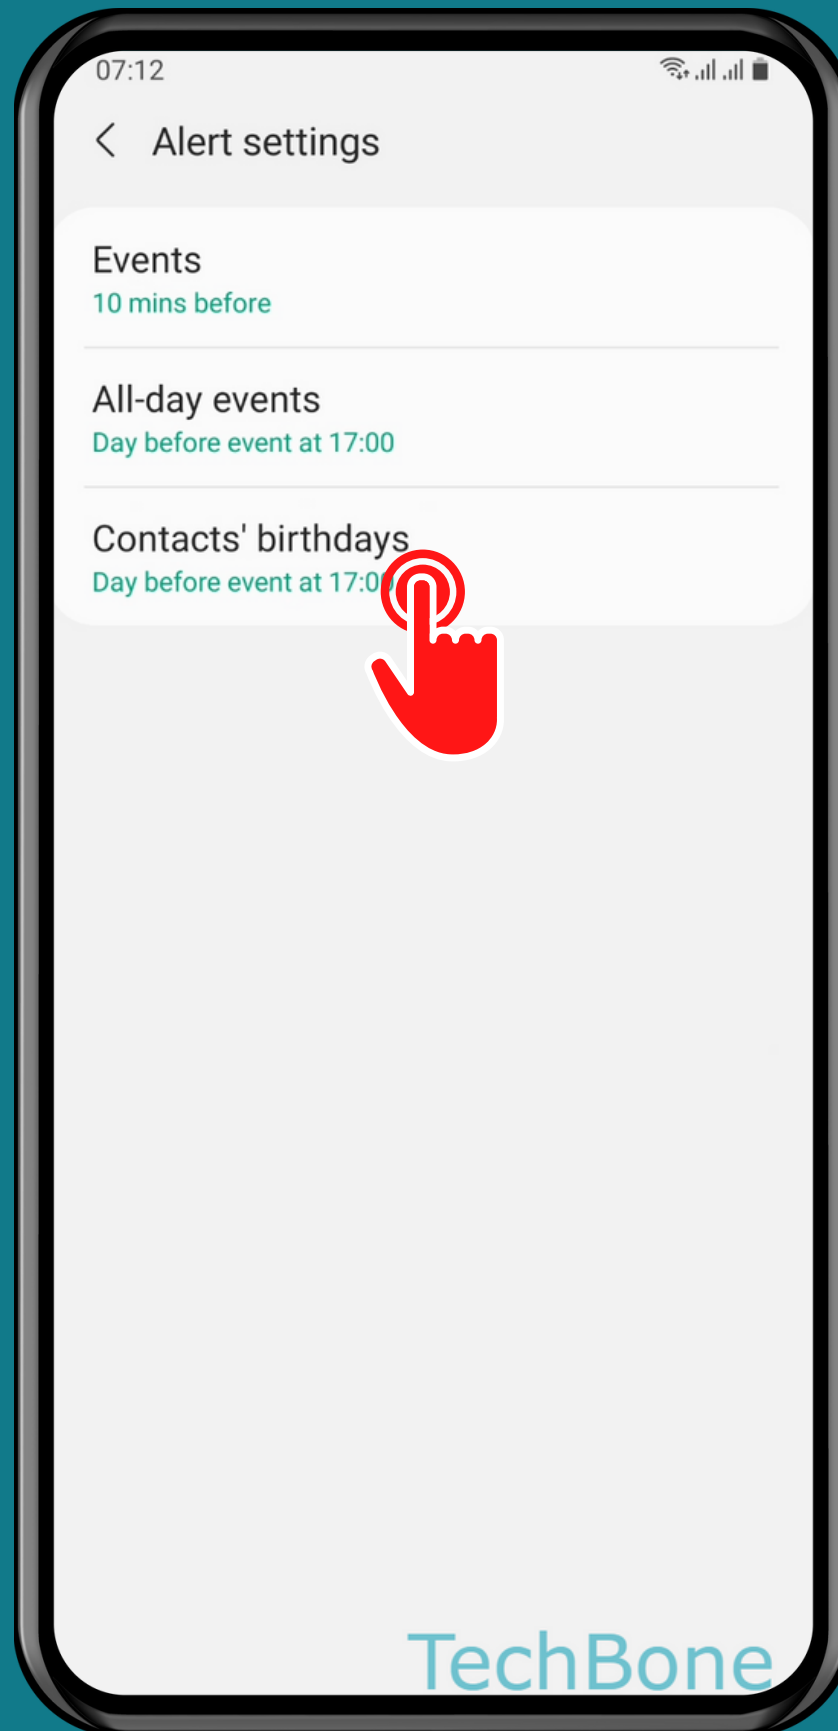 07:12
Alert settings
Events
10 mins before
All-day events
Day before event at 17:00
Contacts' birthdays
Day before event at 17:00
TechBone